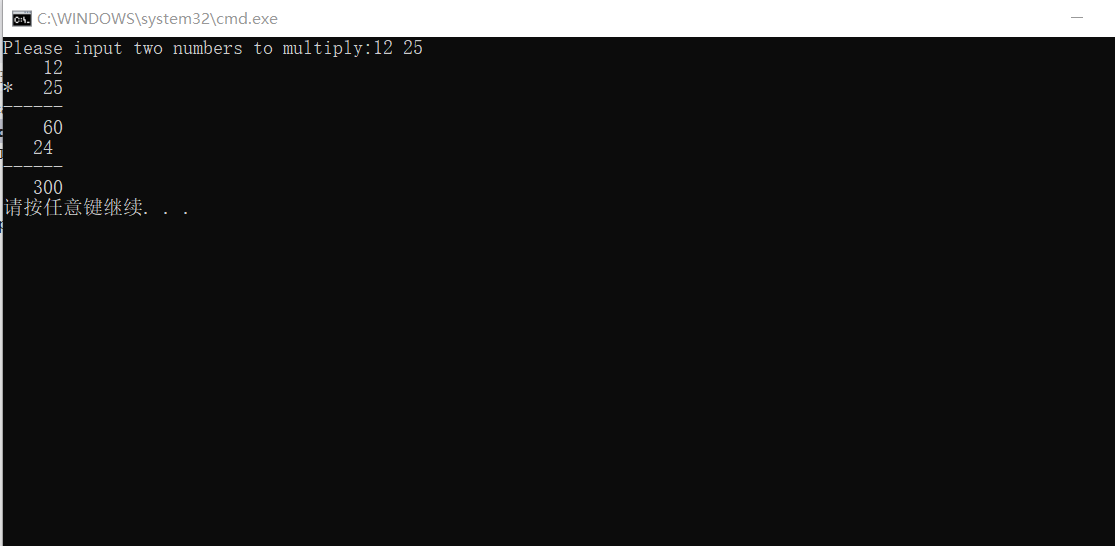 C:\WINDOWS\system32\cmd.exe
Please input two numbers to multiply:12 25
    12
*   25
------
    60
   24
------
   300
请按任意键继续. . .